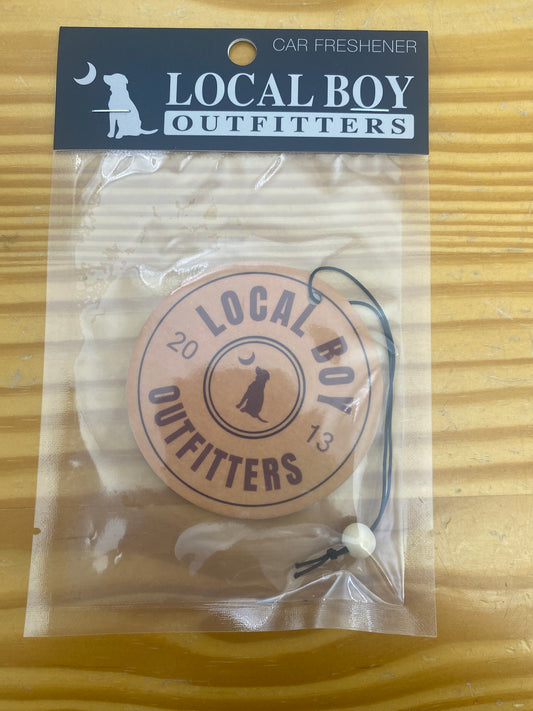 CAR FRESHENER
LOCAL BOY
OUTFITTERS
LOCAL BOY
20
13
OUTFITTERS